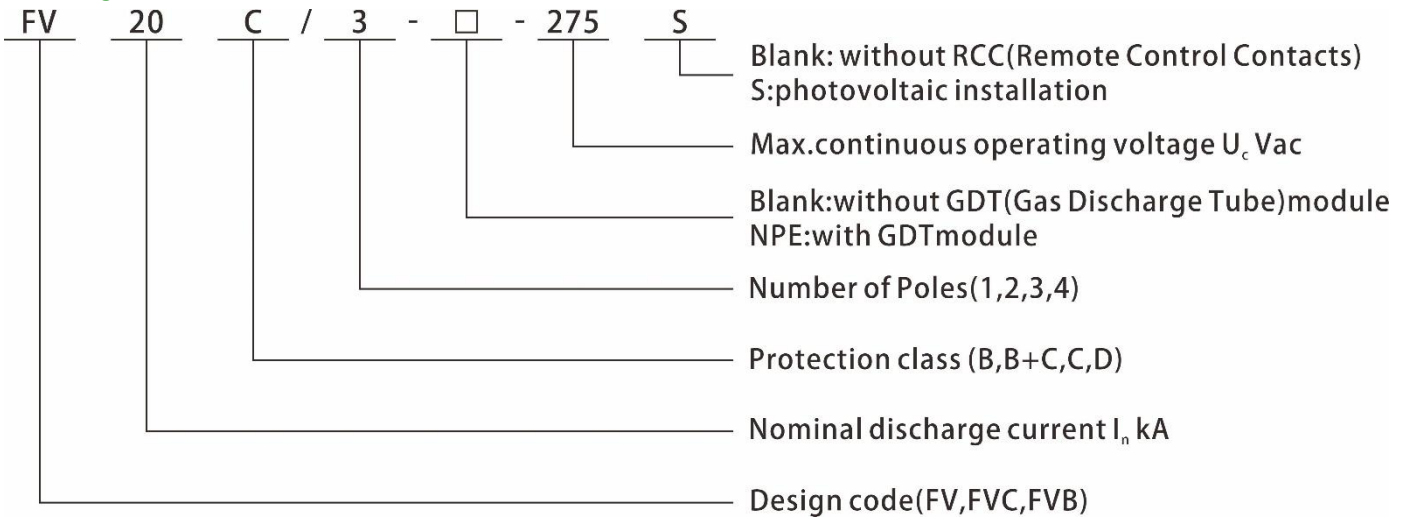 FV 20 C / 3 - □ - 275 S
Blank: without RCC(Remote Control Contacts)
S:photovoltaic installation
Max.continuous operating voltage Uc Vac
Blank:without GDT(Gas Discharge Tube)module
NPE:with GDTmodule
Number of Poles(1,2,3,4)
Protection class (B,B+C,C,D)
Nominal discharge current In kA
Design code(FV,FVC,FVB)